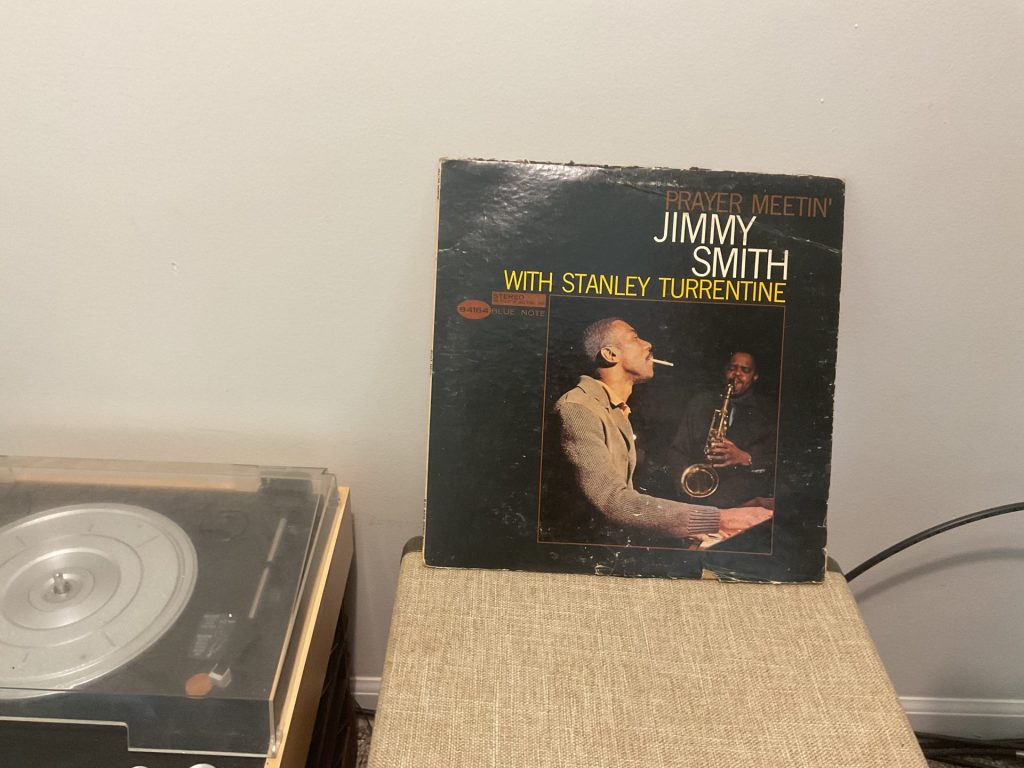 PRAYER MEETIN'
JIMMY
SMITH
WITH STANLEY TURRENTINE
STEREO
84164 BLUE NOTE